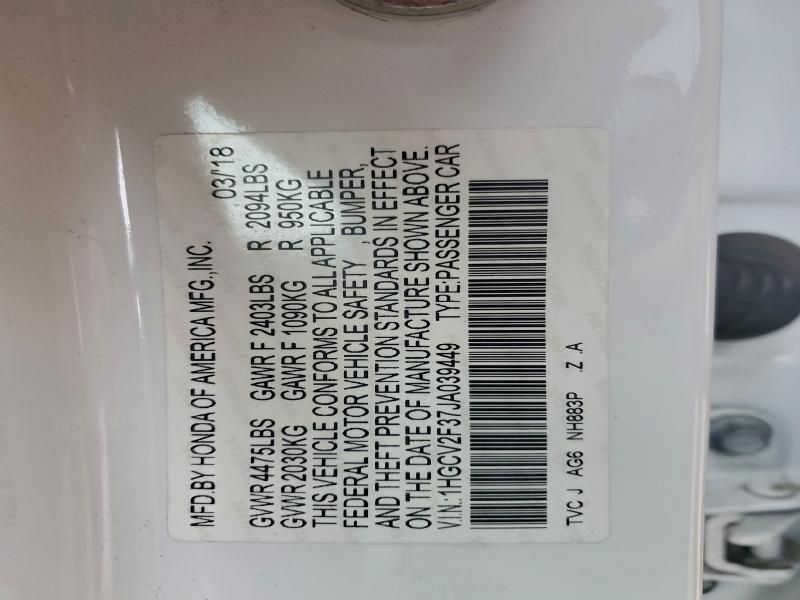 MFD.BY HONDA OF AMERICA MFG.,INC. 03/'18
GVWR4475LBS GAWR F 2403LBS R 2094LBS
GVWR2030KG GAWR F 1090KG R 950KG
THIS VEHICLE CONFORMS TO ALL APPLICABLE
FEDERAL MOTOR VEHICLE SAFETY , BUMPER,
AND THEFT PREVENTION STANDARDS IN EFFECT
ON THE DATE OF MANUFACTURE SHOWN ABOVE.
V.I.N:1HGCV2F37JA039449 TYPE:PASSENGER CAR
TVC J AG6 NH883P .Z .A